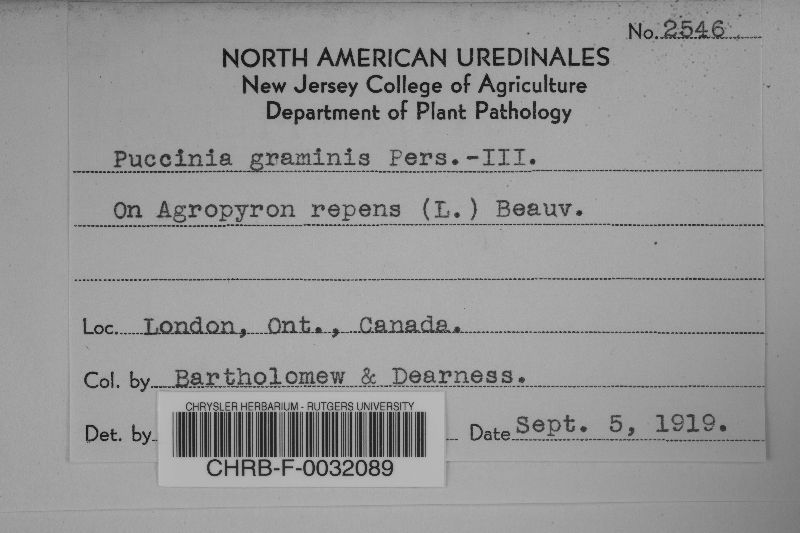 No. 2546
NORTH AMERICAN UREDINALES
New Jersey College of Agriculture
Department of Plant Pathology
Puccinia graminis Pers.-III.
On Agropyron repens (L.) Beauv.
Loc. London, Ont., Canada.
Col. by Bartholomew & Dearness.
Det. by
Date Sept. 5, 1919.
CHRYSLER HERBARIUM - RUTGERS UNIVERSITY
CHRB-F-0032089